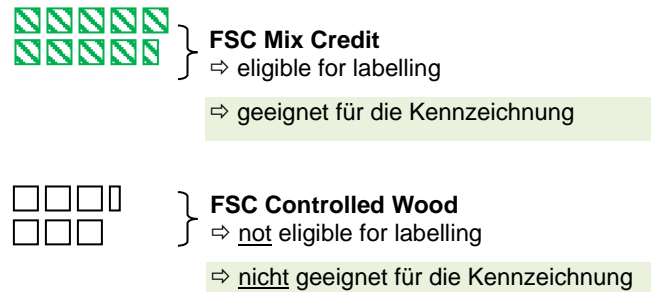 FSC Mix Credit
⇨ eligible for labelling
⇨ geeignet für die Kennzeichnung
FSC Controlled Wood
⇨ not eligible for labelling
⇨ nicht geeignet für die Kennzeichnung